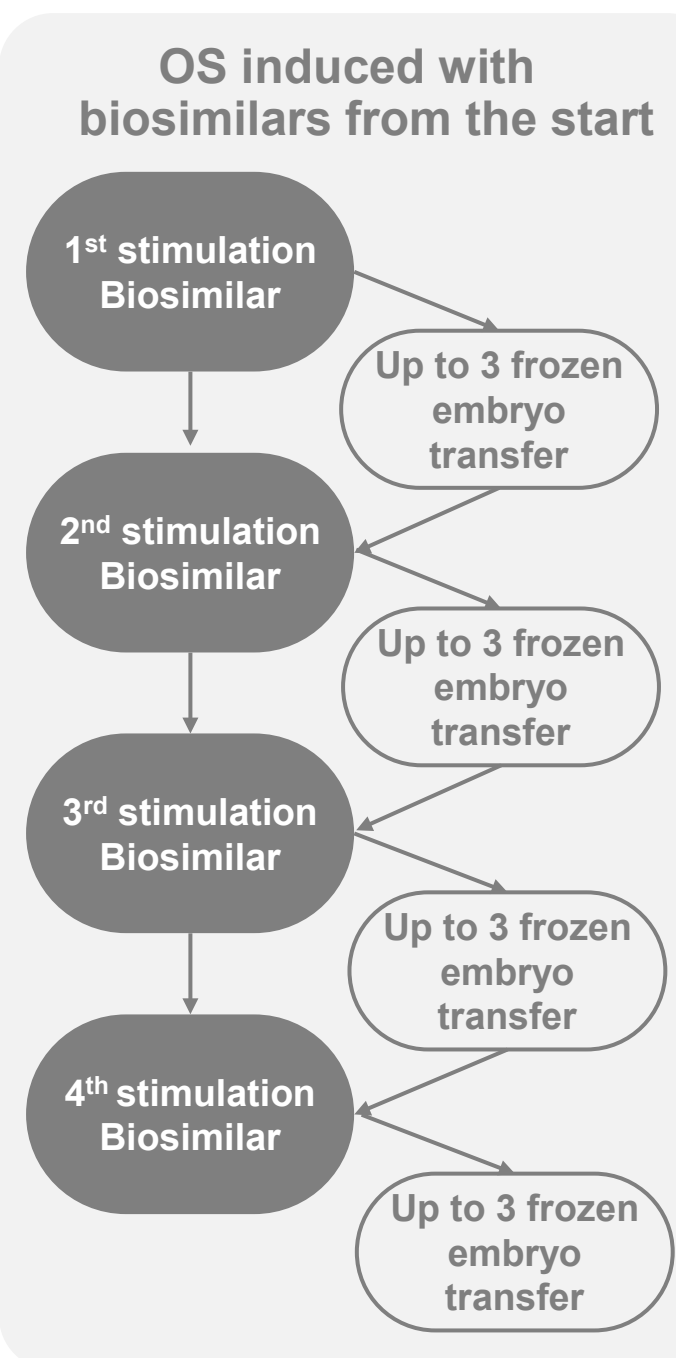 OS induced with
biosimilars from the start
1st stimulation
Biosimilar
Up to 3 frozen
embryo
transfer
2nd stimulation
Biosimilar
Up to 3 frozen
embryo
transfer
3rd stimulation
Biosimilar
Up to 3 frozen
embryo
transfer
4th stimulation
Biosimilar
Up to 3 frozen
embryo
transfer